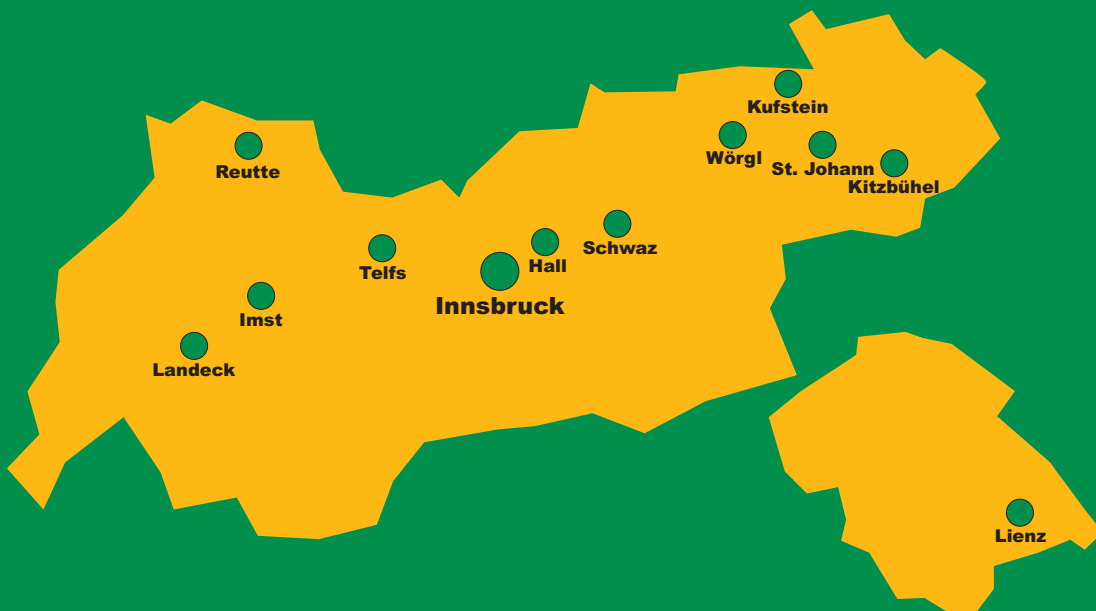 Kufstein
Wörgl
St. Johann
Reutte
Kitzbühel
Schwaz
Hall
Telfs
Innsbruck
Imst
Landeck
Lienz